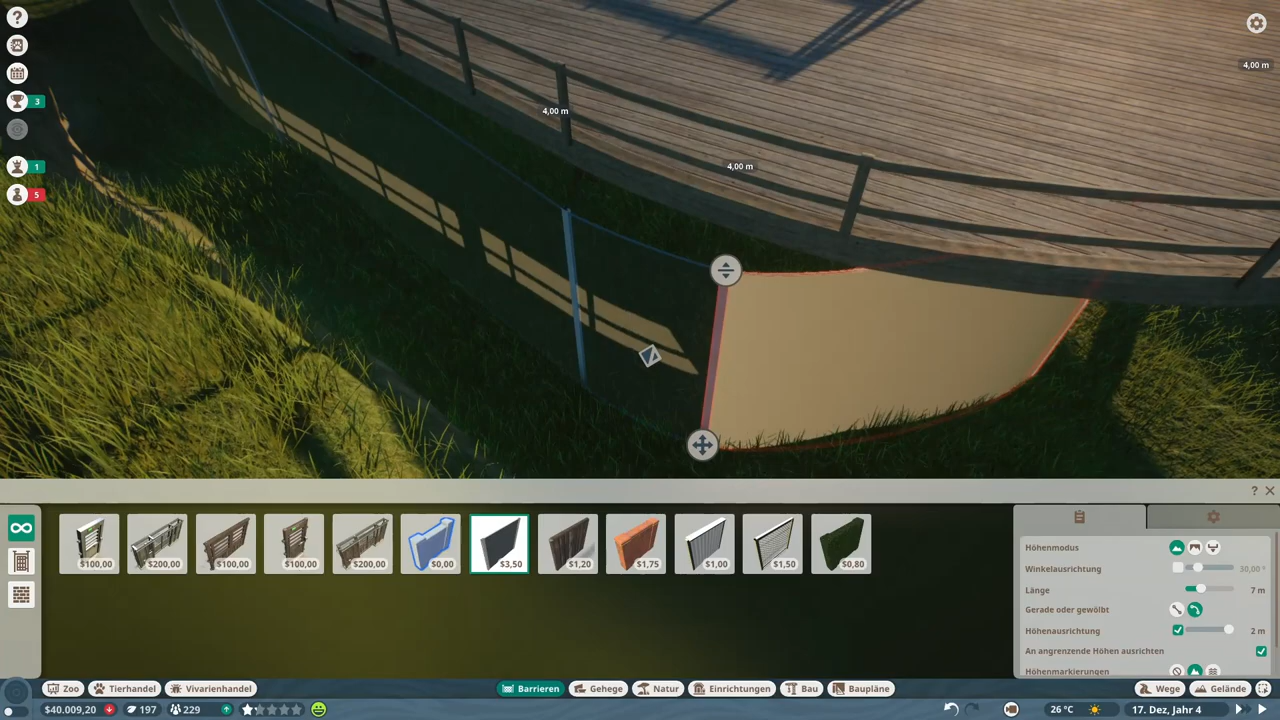 ?
4,00 m
3
4,00 m
4,00 m
1
5
?
$100,00
$200,00
$100,00
$100,00
$200,00
$0,00
$3,50
$1,20
$1,75
$1,00
$1,50
$0,80
Höhenmodus
Winkelausrichtung 30,00 °
Länge 7 m
Gerade oder gewölbt
Höhenausrichtung 2 m
An angrenzende Höhen ausrichten
Höhenmarkierungen
Zoo Tierhandel Vivarienhandel Barrieren Gehege Natur Einrichtungen Bau Baupläne Wege Gelände
$40.009,20 197 229 26 °C 17. Dez, Jahr 4